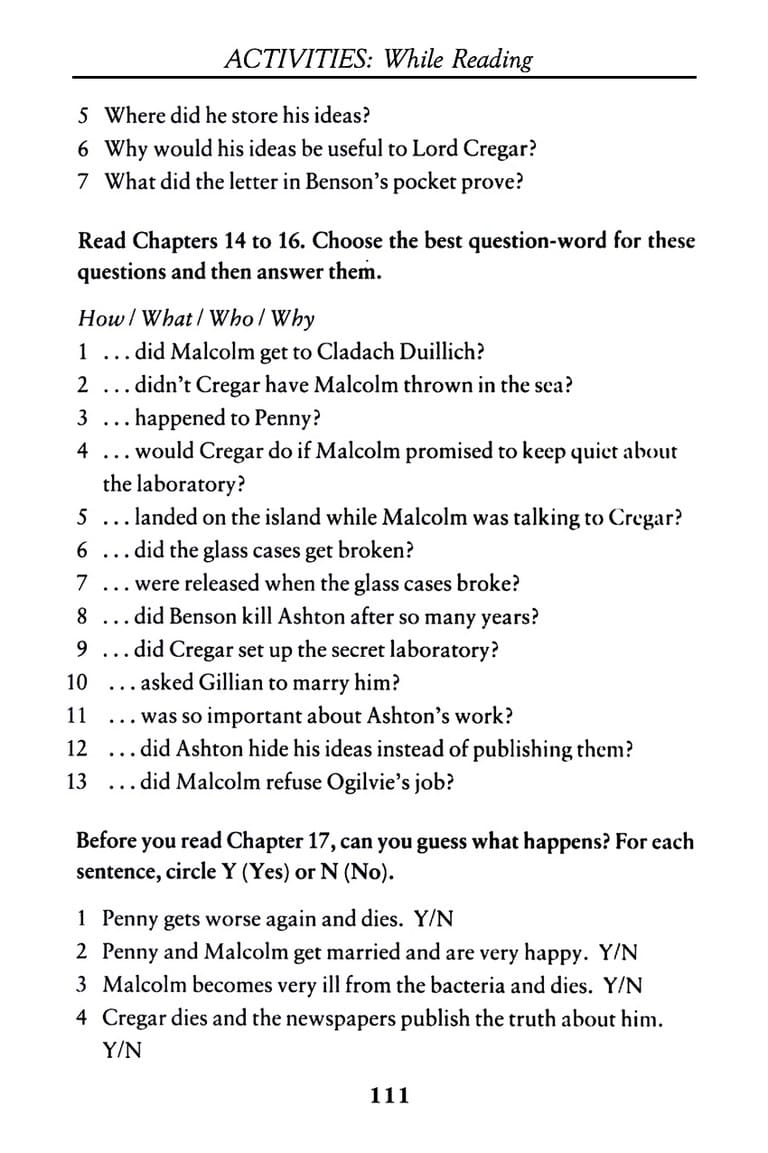 ACTIVITIES: While Reading
5 Where did he store his ideas?
6 Why would his ideas be useful to Lord Cregar?
7 What did the letter in Benson's pocket prove?
Read Chapters 14 to 16. Choose the best question-word for these
questions and then answer them.
How / What / Who / Why
1 ... did Malcolm get to Cladach Duillich?
2 ... didn't Cregar have Malcolm thrown in the sea?
3 ... happened to Penny?
4 ... would Cregar do if Malcolm promised to keep quiet about
the laboratory?
5 ... landed on the island while Malcolm was talking to Cregar?
6 ... did the glass cases get broken?
7 ... were released when the glass cases broke?
8 ... did Benson kill Ashton after so many years?
9 ... did Cregar set up the secret laboratory?
10 ... asked Gillian to marry him?
11 ... was so important about Ashton's work?
12 ... did Ashton hide his ideas instead of publishing them?
13 ... did Malcolm refuse Ogilvie's job?
Before you read Chapter 17, can you guess what happens? For each
sentence, circle Y (Yes) or N (No).
1 Penny gets worse again and dies. Y/N
2 Penny and Malcolm get married and are very happy. Y/N
3 Malcolm becomes very ill from the bacteria and dies. Y/N
4 Cregar dies and the newspapers publish the truth about him.
Y/N
111